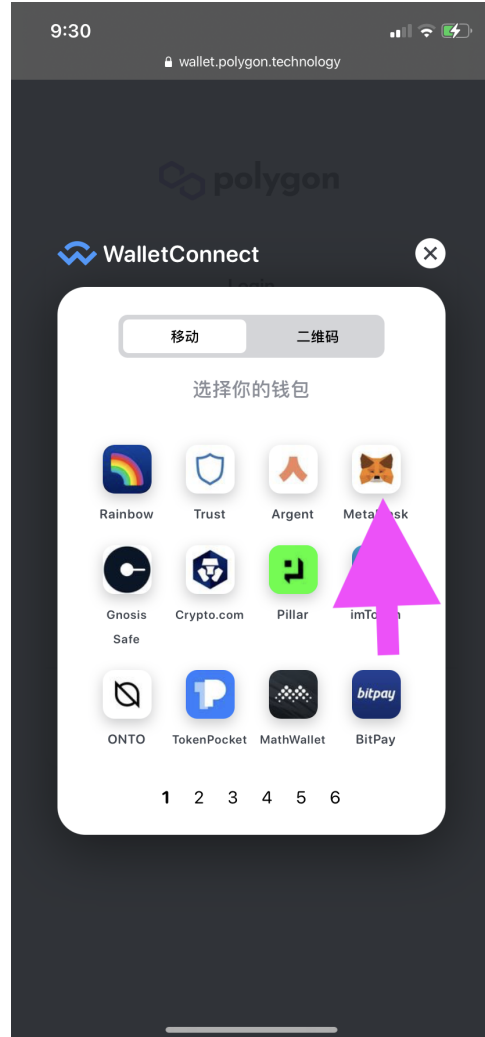 9:30
wallet.polygon.technology
polygon
WalletConnect
Login
移动 二维码
选择你的钱包
Rainbow Trust Argent
Gnosis Safe Crypto.com Pillar
bitpay
ONTO TokenPocket MathWallet BitPay
1 2 3 4 5 6